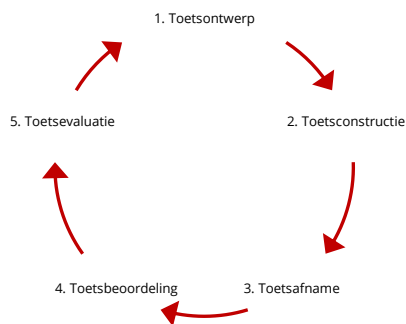 1. Toetsontwerp
2. Toetsconstructie
3. Toetsafname
4. Toetsbeoordeling
5. Toetsevaluatie